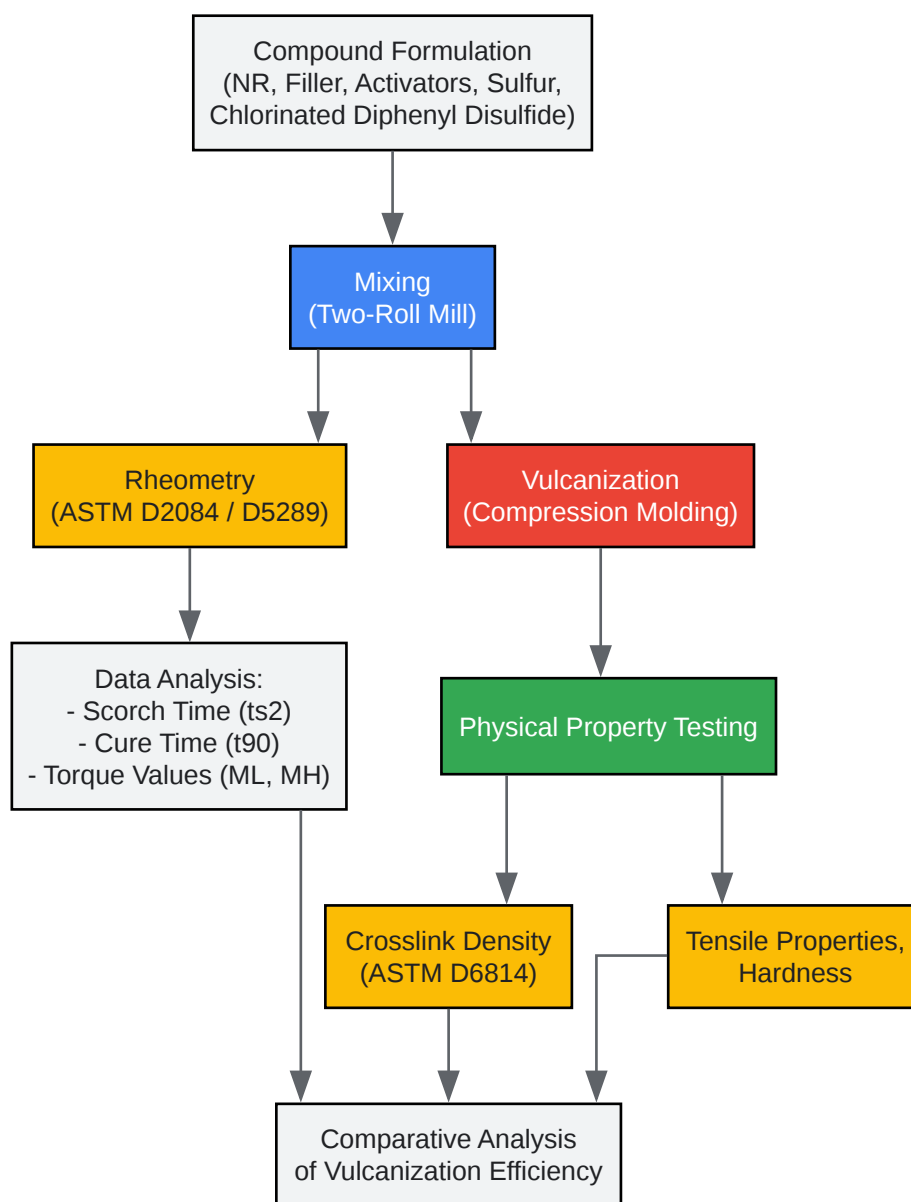 Compound Formulation
(NR, Filler, Activators, Sulfur,
Chlorinated Diphenyl Disulfide)
Mixing
(Two-Roll Mill)
Rheometry
(ASTM D2084 / D5289)
Vulcanization
(Compression Molding)
Data Analysis:
- Scorch Time (ts2)
- Cure Time (t90)
- Torque Values (ML, MH)
Physical Property Testing
Crosslink Density
(ASTM D6814)
Tensile Properties,
Hardness
Comparative Analysis
of Vulcanization Efficiency